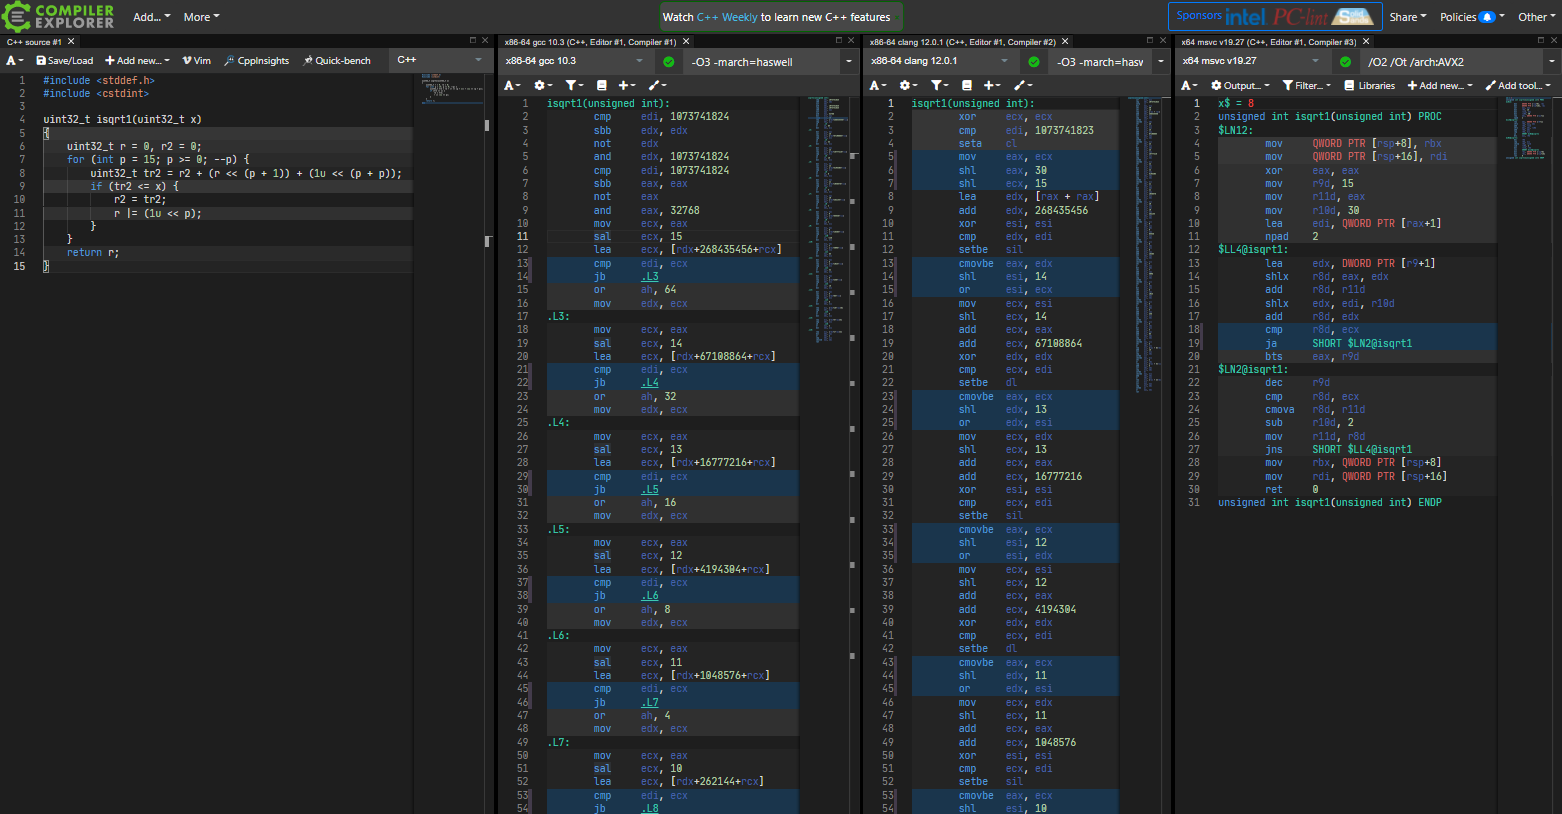 COMPILER EXPLORER
Add...
More
Watch C++ Weekly to learn new C++ features
Sponsors intel PC-lint Solid Sands
Share
Policies
Other
C++ source #1
A
Save/Load
Add new...
Vim
CppInsights
Quick-bench
C++
1 #include <stddef.h>
2 #include <cstdint>
3
4 uint32_t isqrt1(uint32_t x)
5 {
6 uint32_t r = 0, r2 = 0;
7 for (int p = 15; p >= 0; --p) {
8 uint32_t tr2 = r2 + (r << (p + 1)) + (1u << (p + p));
9 if (tr2 <= x) {
10 r2 = tr2;
11 r |= (1u << p);
12 }
13 }
14 return r;
15 }
x86-64 gcc 10.3 (C++, Editor #1, Compiler #1)
x86-64 gcc 10.3
-O3 -march=haswell
A
1 isqrt1(unsigned int):
2 cmp edi, 1073741824
3 sbb edx, edx
4 not edx
5 and edx, 1073741824
6 cmp edi, 1073741824
7 sbb eax, eax
8 not eax
9 and eax, 32768
10 mov ecx, eax
11 sal ecx, 15
12 lea ecx, [rdx+268435456+rcx]
13 cmp edi, ecx
14 jb .L3
15 or ah, 64
16 mov edx, ecx
17 .L3:
18 mov ecx, eax
19 sal ecx, 14
20 lea ecx, [rdx+67108864+rcx]
21 cmp edi, ecx
22 jb .L4
23 or ah, 32
24 mov edx, ecx
25 .L4:
26 mov ecx, eax
27 sal ecx, 13
28 lea ecx, [rdx+16777216+rcx]
29 cmp edi, ecx
30 jb .L5
31 or ah, 16
32 mov edx, ecx
33 .L5:
34 mov ecx, eax
35 sal ecx, 12
36 lea ecx, [rdx+4194304+rcx]
37 cmp edi, ecx
38 jb .L6
39 or ah, 8
40 mov edx, ecx
41 .L6:
42 mov ecx, eax
43 sal ecx, 11
44 lea ecx, [rdx+1048576+rcx]
45 cmp edi, ecx
46 jb .L7
47 or ah, 4
48 mov edx, ecx
49 .L7:
50 mov ecx, eax
51 sal ecx, 10
52 lea ecx, [rdx+262144+rcx]
53 cmp edi, ecx
54 jb .L8
x86-64 clang 12.0.1 (C++, Editor #1, Compiler #2)
x86-64 clang 12.0.1
-O3 -march=hasw
A
1 isqrt1(unsigned int):
2 xor ecx, ecx
3 cmp edi, 1073741823
4 seta cl
5 mov eax, ecx
6 shl eax, 30
7 shl ecx, 15
8 lea edx, [rax + rax]
9 add edx, 268435456
10 xor esi, esi
11 cmp edx, edi
12 setbe sil
13 cmovbe eax, edx
14 shl esi, 14
15 or esi, ecx
16 mov ecx, esi
17 shl ecx, 14
18 add ecx, eax
19 add ecx, 67108864
20 xor edx, edx
21 cmp ecx, edi
22 setbe dl
23 cmovbe eax, ecx
24 shl edx, 13
25 or edx, esi
26 mov ecx, edx
27 shl ecx, 13
28 add ecx, eax
29 add ecx, 16777216
30 xor esi, esi
31 cmp ecx, edi
32 setbe sil
33 cmovbe eax, ecx
34 shl esi, 12
35 or esi, edx
36 mov ecx, esi
37 shl ecx, 12
38 add ecx, eax
39 add ecx, 4194304
40 xor edx, edx
41 cmp ecx, edi
42 setbe dl
43 cmovbe eax, ecx
44 shl edx, 11
45 or edx, esi
46 mov ecx, edx
47 shl ecx, 11
48 add ecx, eax
49 add ecx, 1048576
50 xor esi, esi
51 cmp ecx, edi
52 setbe sil
53 cmovbe eax, ecx
54 shl esi, 10
x64 msvc v19.27 (C++, Editor #1, Compiler #3)
x64 msvc v19.27
/O2 /Ot /arch:AVX2
A
Output...
Filter...
Libraries
Add new...
Add tool...
1 x$ = 8
2 unsigned int isqrt1(unsigned int) PROC
3 $LN12:
4 mov QWORD PTR [rsp+8], rbx
5 mov QWORD PTR [rsp+16], rdi
6 xor eax, eax
7 mov r9d, 15
8 mov r11d, eax
9 mov r10d, 30
10 lea edi, QWORD PTR [rax+1]
11 npad 2
12 $LL4@isqrt1:
13 lea edx, DWORD PTR [r9+1]
14 shlx r8d, eax, edx
15 add r8d, r11d
16 shlx edx, edi, r10d
17 add r8d, edx
18 cmp r8d, ecx
19 ja SHORT $LN2@isqrt1
20 bts eax, r9d
21 $LN2@isqrt1:
22 dec r9d
23 cmp r8d, ecx
24 cmova r8d, r11d
25 sub r10d, 2
26 mov r11d, r8d
27 jns SHORT $LL4@isqrt1
28 mov rbx, QWORD PTR [rsp+8]
29 mov rdi, QWORD PTR [rsp+16]
30 ret 0
31 unsigned int isqrt1(unsigned int) ENDP